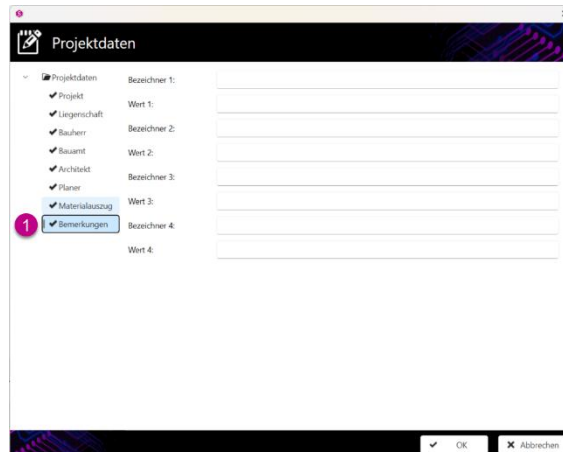 Projektdaten
Projektdaten
Projekt
Liegenschaft
Bauherr
Bauamt
Architekt
Planer
Materialauszug
1
Bemerkungen
Bezeichner 1:
Wert 1:
Bezeichner 2:
Wert 2:
Bezeichner 3:
Wert 3:
Bezeichner 4:
Wert 4:
OK
Abbrechen